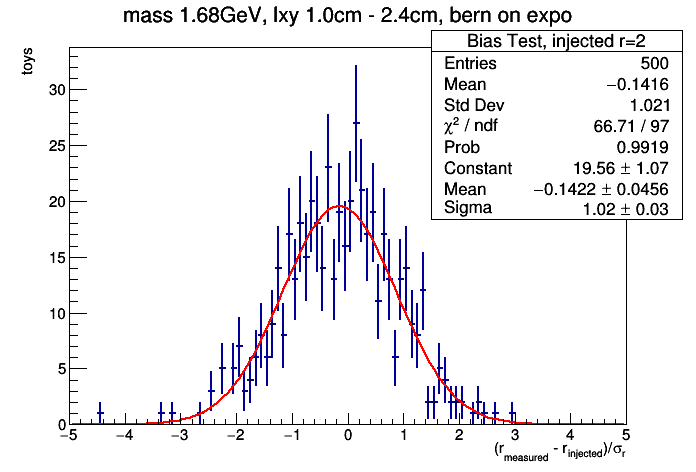 mass 1.68GeV, lxy 1.0cm - 2.4cm, bern on expo
toys
Bias Test, injected r=2
Entries 500
Mean −0.1416
Std Dev 1.021
χ² / ndf 66.71 / 97
Prob 0.9919
Constant 19.56 ± 1.07
Mean −0.1422 ± 0.0456
Sigma 1.02 ± 0.03
30
25
20
15
10
5
0
−5 −4 −3 −2 −1 0 1 2 3 4 5
(r_measured - r_injected)/σ_r